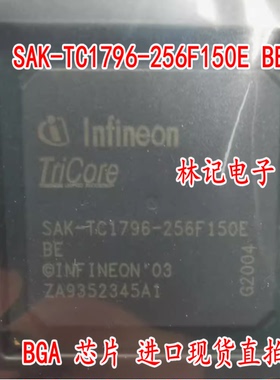 SAK-TC1796-256F150E BE
infineon
TriCore
林记电子
SAK-TC1796-256F150E
BE
©INFINEON'03
ZA9352345A1
G2004
BGA 芯片 进口现货直拍